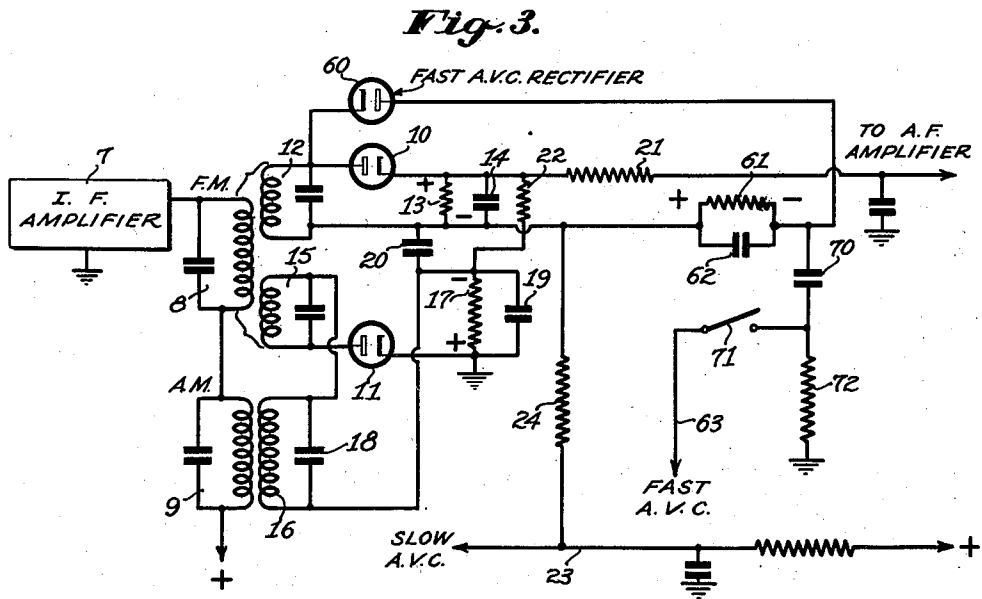 Fig. 3.
60
FAST A.V.C. RECTIFIER
7
I. F.
AMPLIFIER
F.M.
12
10
14
22
21
TO A.F.
AMPLIFIER
+
13
−
+
61
−
8
15
20
−
17
+
19
62
70
71
11
A.M.
72
24
63
18
9
16
FAST
A.V.C.
SLOW
A.V.C.
23
+
+